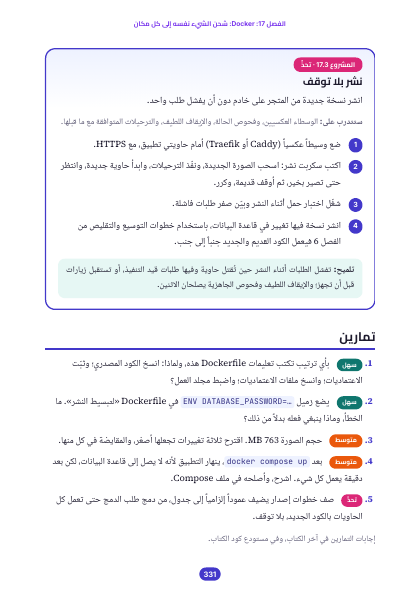 الفصل 17: Docker: شحن الشيء نفسه إلى كل مكان
المشروع 17.3 · تحدٍّ
نشر بلا توقف
انشر نسخة جديدة من المتجر على خادم دون أن يفشل طلب واحد.
ستتدرب على: الوسطاء العكسيين، وفحوص الحالة، والإيقاف اللطيف، والترحيلات المتوافقة مع ما قبلها.
1 ضع وسيطاً عكسياً (Caddy أو Traefik) أمام حاويتي تطبيق، مع HTTPS.
2 اكتب سكربت نشر: اسحب الصورة الجديدة، ونفّذ الترحيلات، وابدأ حاوية جديدة، وانتظر
حتى تصير بخير، ثم أوقف قديمة، وكرر.
3 شغّل اختبار حمل أثناء النشر وبيّن صفر طلبات فاشلة.
4 انشر نسخة فيها تغيير في قاعدة البيانات، باستخدام خطوات التوسيع والتقليص من
الفصل 6 فيعمل الكود القديم والجديد جنباً إلى جنب.
تلميح: تفشل الطلبات أثناء النشر حين تُقتل حاوية وفيها طلبات قيد التنفيذ، أو تستقبل زيارات
قبل أن تجهز؛ والإيقاف اللطيف وفحوص الجاهزية يصلحان الاثنين.
تمارين
1. سهل بأي ترتيب تكتب تعليمات Dockerfile هذه، ولماذا: انسخ الكود المصدري؛ وثبّت
الاعتماديات؛ وانسخ ملفات الاعتماديات؛ واضبط مجلد العمل؟
2. سهل يضع زميل ENV DATABASE_PASSWORD=… في Dockerfile «لتبسيط النشر». ما
الخطأ، وماذا ينبغي فعله بدلاً من ذلك؟
3. متوسط حجم الصورة 763 MB. اقترح ثلاثة تغييرات تجعلها أصغر، والمقايضة في كل منها.
4. متوسط بعد docker compose up، ينهار التطبيق لأنه لا يصل إلى قاعدة البيانات، لكن بعد
دقيقة يعمل كل شيء. اشرح، وأصلحه في ملف Compose.
5. تحدٍّ صف خطوات إصدار يضيف عموداً إلزامياً إلى جدول، من دمج طلب الدمج حتى تعمل كل
الحاويات بالكود الجديد، بلا توقف.
إجابات التمارين في آخر الكتاب، وفي مستودع كود الكتاب.
331